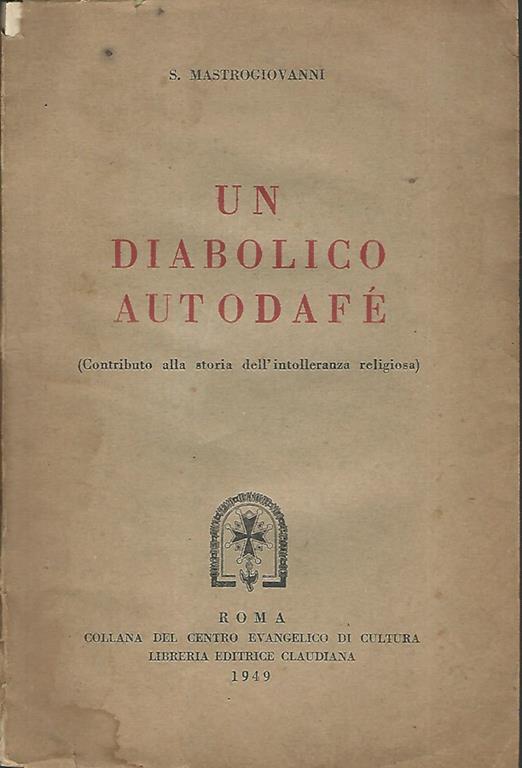 S. MASTROGIOVANNI
UN
DIABOLICO
AUTODAFÉ
(Contributo alla storia dell'intolleranza religiosa)
ROMA
COLLANA DEL CENTRO EVANGELICO DI CULTURA
LIBRERIA EDITRICE CLAUDIANA
1949